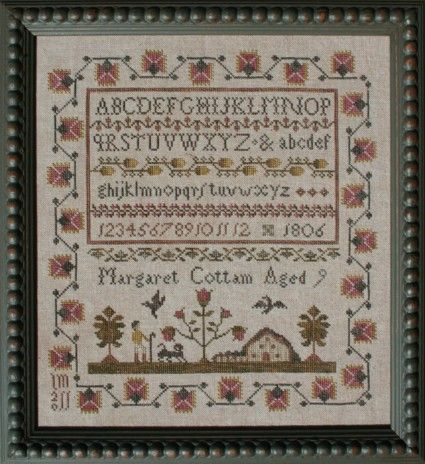 ABCDEFGHIJKLMNOP
qRSTUVWXYZ & abcdef
ghijklmnopqrstuvwxyz
123456789101112 1806
Margaret Cottam Aged 9